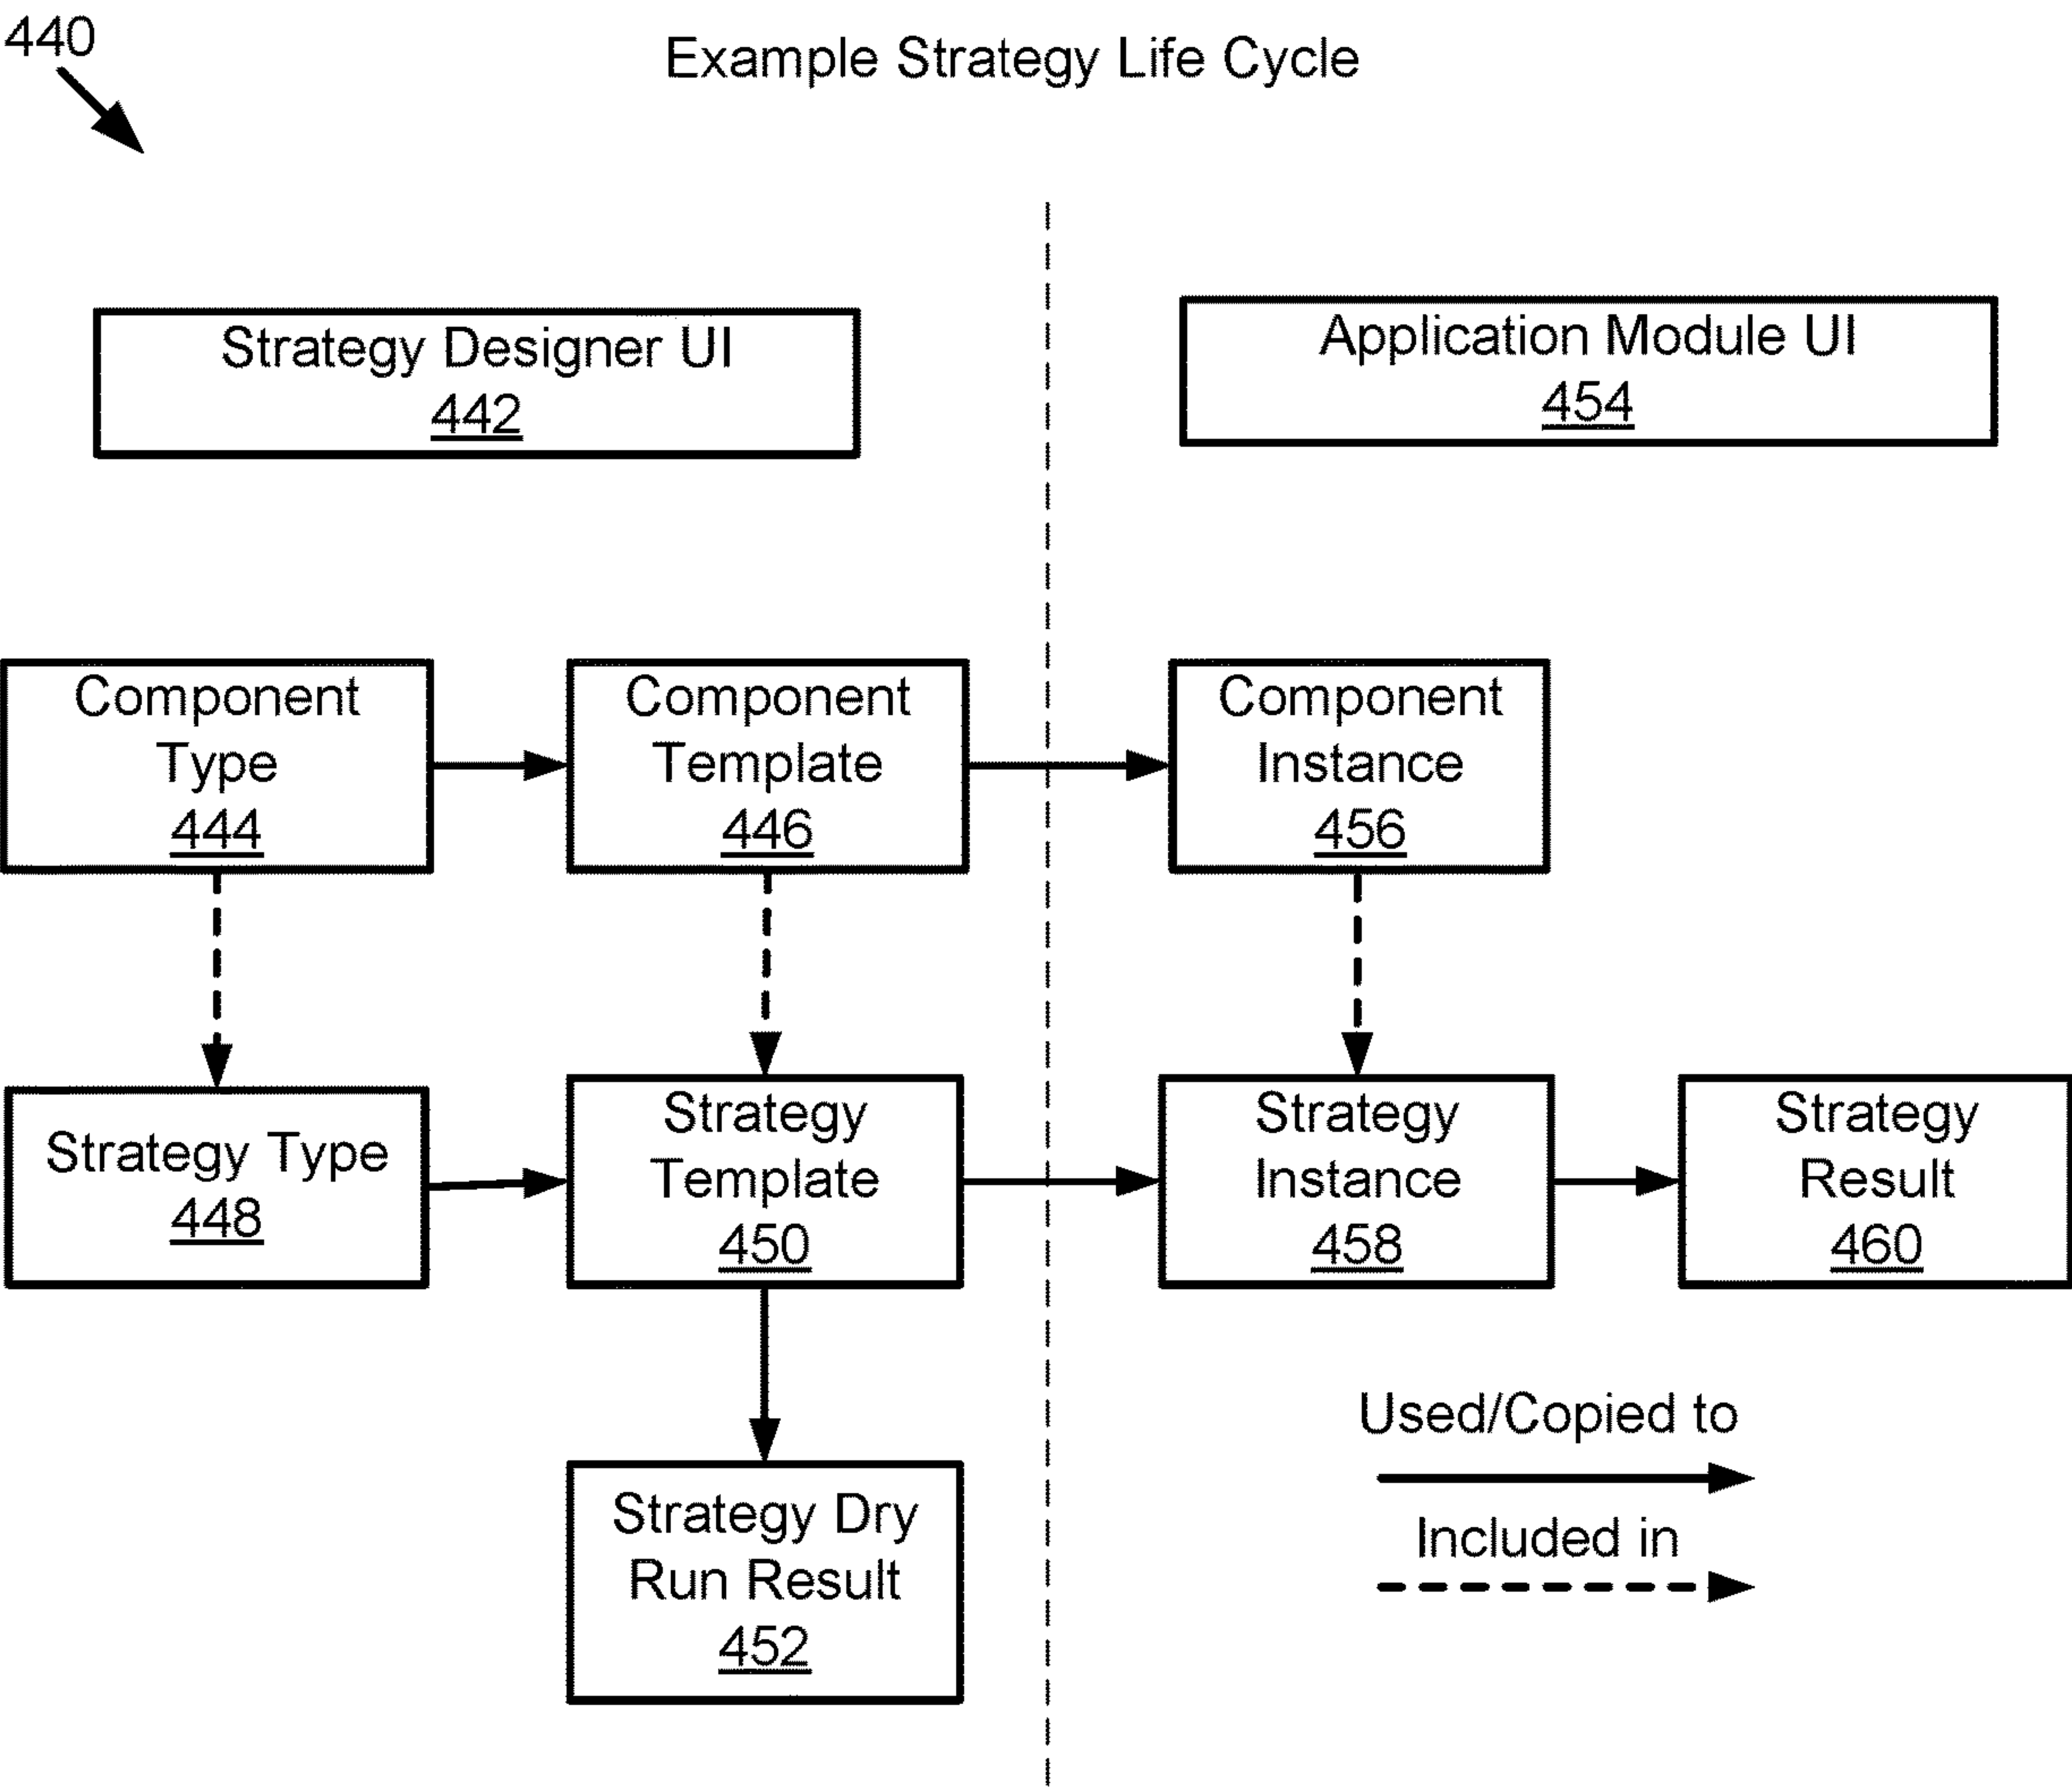 440
Example Strategy Life Cycle
Strategy Designer UI
442
Application Module UI
454
Component
Type
444
Component
Template
446
Component
Instance
456
Strategy Type
448
Strategy
Template
450
Strategy
Instance
458
Strategy
Result
460
Strategy Dry
Run Result
452
Used/Copied to
Included in